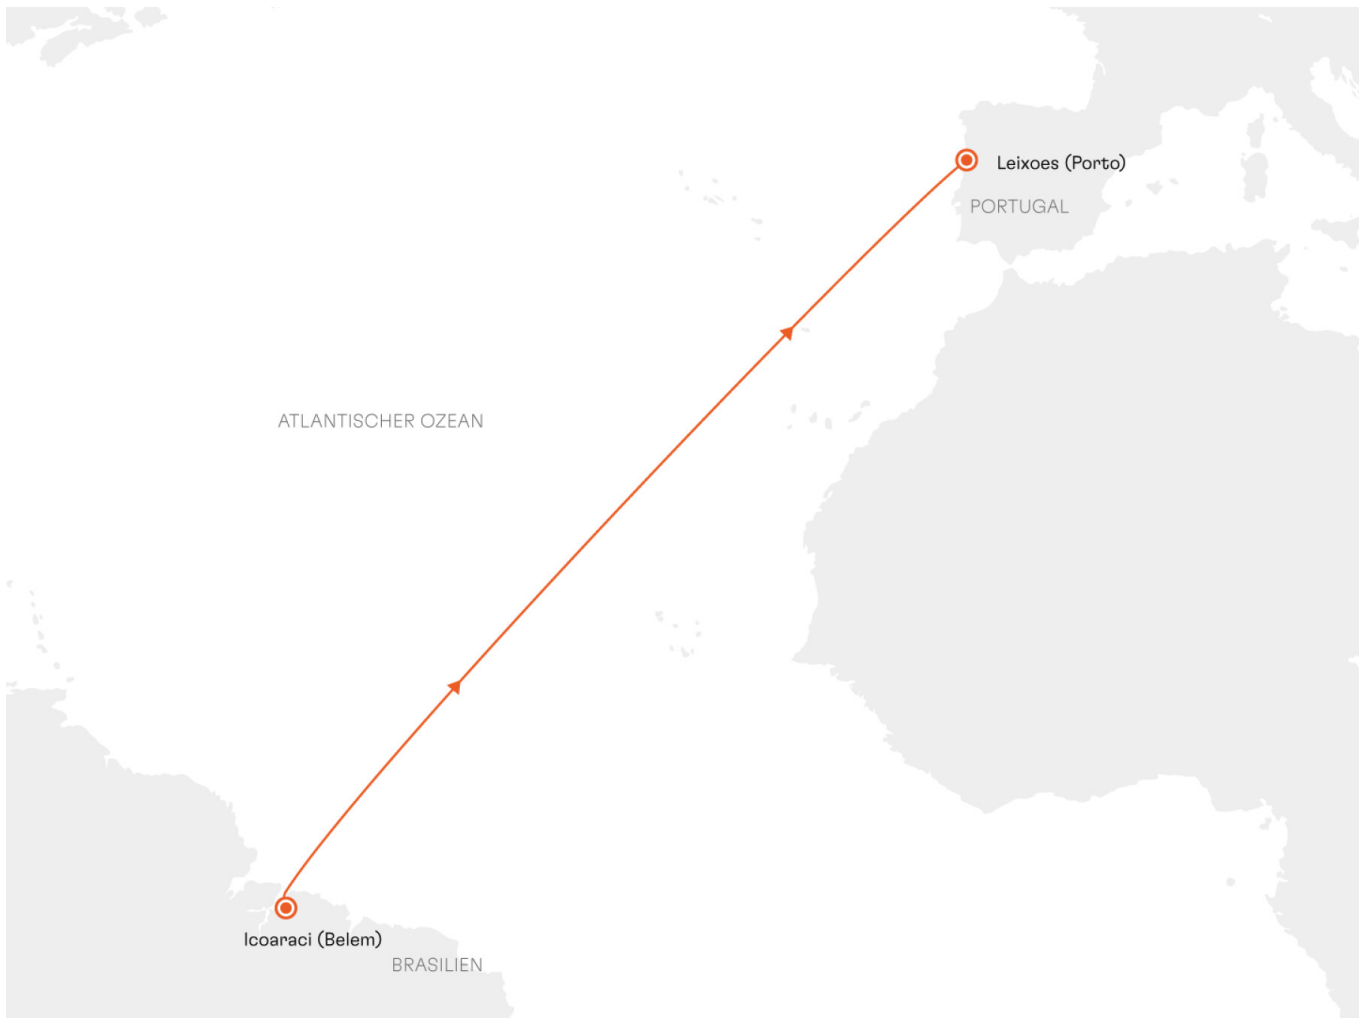 Leixoes (Porto)
PORTUGAL
ATLANTISCHER OZEAN
Icoaraci (Belem)
BRASILIEN